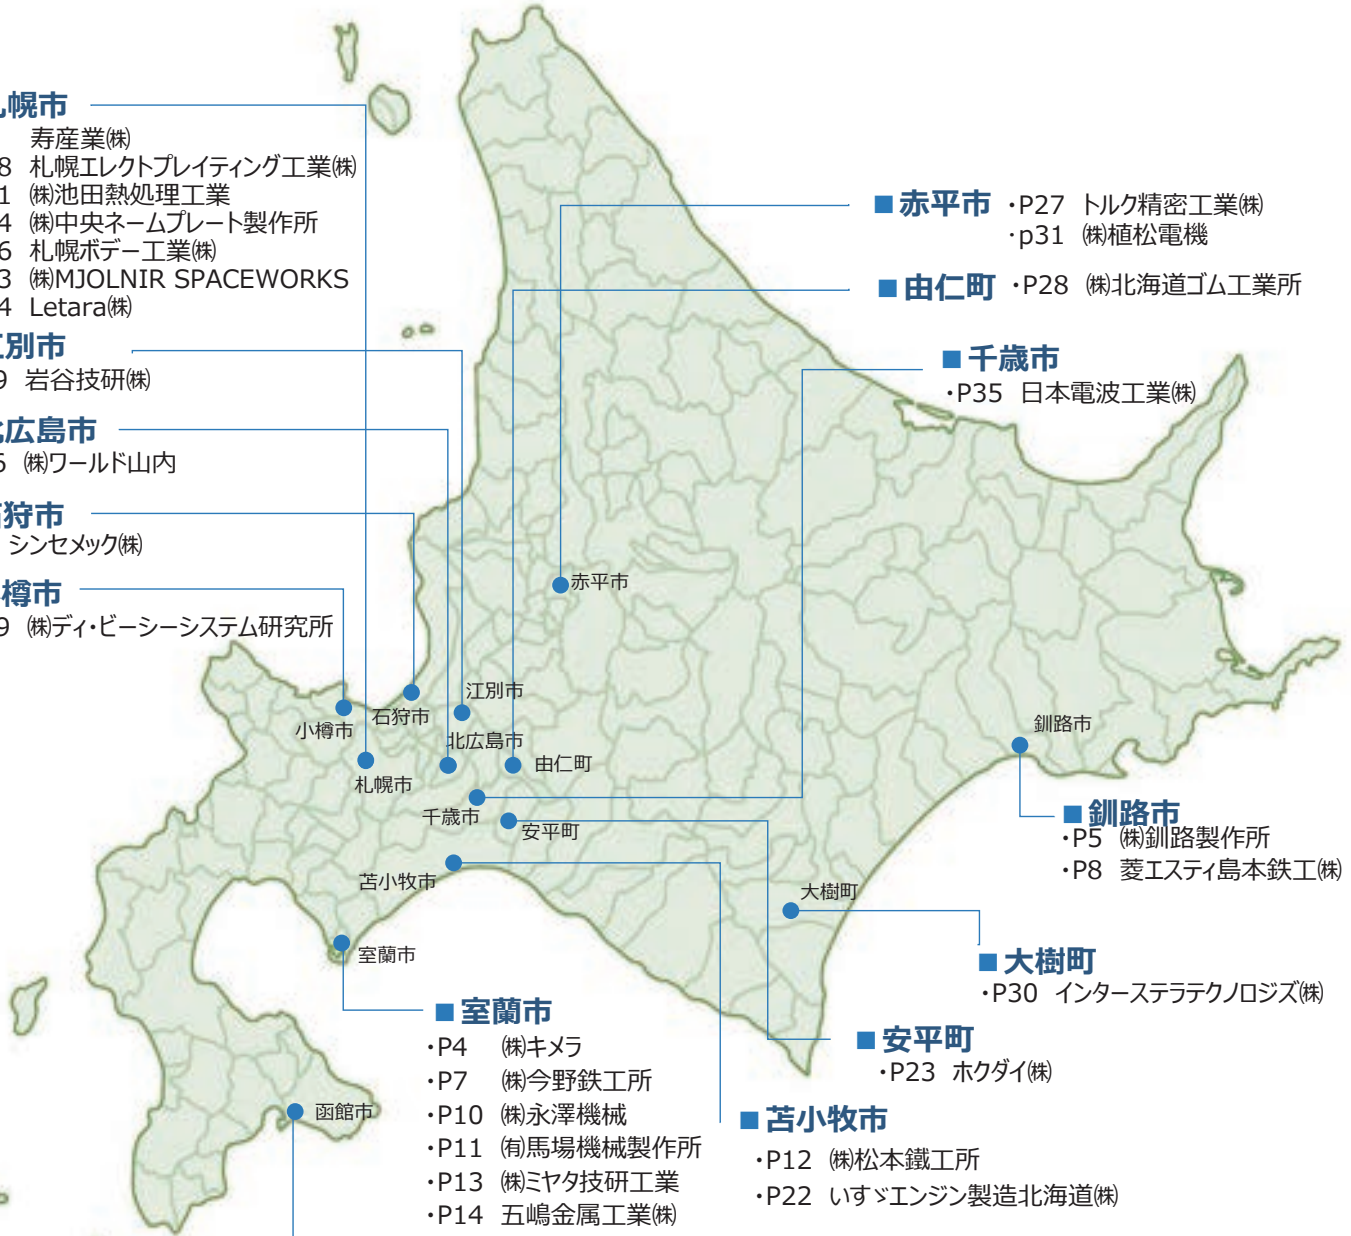 幌市
寿産業㈱
8 札幌エレクトプレイティング工業㈱
1 ㈱池田熱処理工業
4 ㈱中央ネームプレート製作所
6 札幌ボデー工業㈱
3 ㈱MJOLNIR SPACEWORKS
4 Letara㈱
別市
9 岩谷技研㈱
広島市
㈱ワールド山内
狩市
シンセメック㈱
樽市
9 ㈱ディ・ビーシーシステム研究所
■赤平市 ・P27 トルク精密工業㈱
・p31 ㈱植松電機
■由仁町 ・P28 ㈱北海道ゴム工業所
■千歳市
・P35 日本電波工業㈱
赤平市
江別市
石狩市
小樽市
北広島市
釧路市
由仁町
札幌市
千歳市
安平町
苫小牧市
大樹町
室蘭市
函館市
■釧路市
・P5 ㈱釧路製作所
・P8 菱エスティ島本鉄工㈱
■大樹町
・P30 インターステラテクノロジズ㈱
■安平町
・P23 ホクダイ㈱
■室蘭市
・P4 ㈱キメラ
・P7 ㈱今野鉄工所
・P10 ㈱永澤機械
・P11 ㈲馬場機械製作所
・P13 ㈱ミヤタ技研工業
・P14 五嶋金属工業㈱
■苫小牧市
・P12 ㈱松本鐵工所
・P22 いすゞエンジン製造北海道㈱